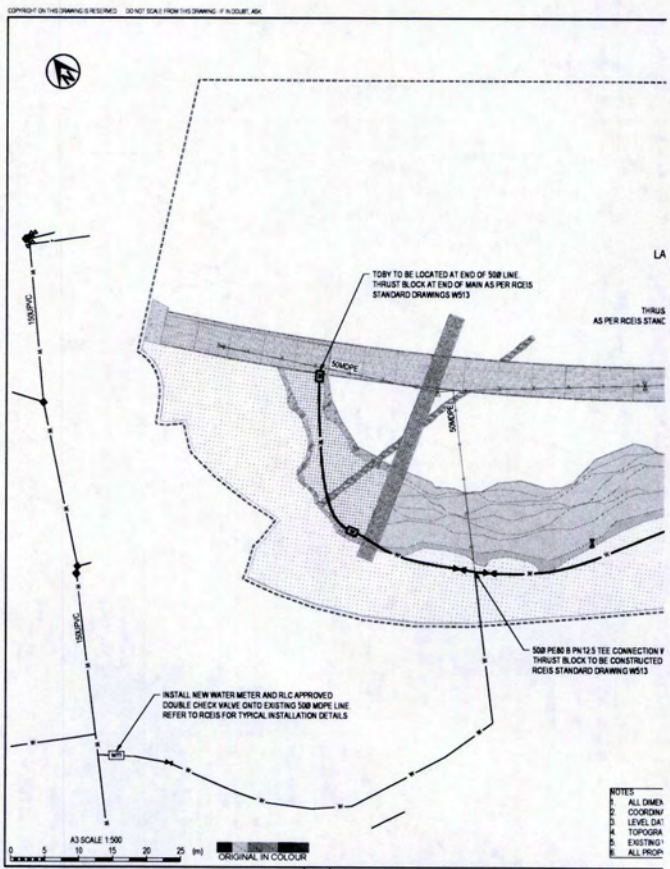 COPYRIGHT ON THIS DRAWING IS RESERVED DO NOT SCALE FROM THIS DRAWING. IF IN DOUBT, ASK
LA
TOBY TO BE LOCATED AT END OF 50Ø LINE.
THRUST BLOCK AT END OF MAIN AS PER RCEIS
STANDARD DRAWINGS W513
THRUS
AS PER RCEIS STANC
150UPVC
50MDPE
50MDPE
50Ø PE80 B PN12.5 TEE CONNECTION
THRUST BLOCK TO BE CONSTRUCTED
RCEIS STANDARD DRAWING W513
150UPVC
INSTALL NEW WATER METER AND RLC APPROVED
DOUBLE CHECK VALVE ONTO EXISTING 50Ø MDPE LINE.
REFER TO RCEIS FOR TYPICAL INSTALLATION DETAILS
NOTES
1. ALL DIMEN
2. COORDINA
3. LEVEL DAT
4. TOPOGRA
5. EXISTING
6. ALL PROP
A3 SCALE 1:500
0 5 10 15 20 25 (m)
ORIGINAL IN COLOUR